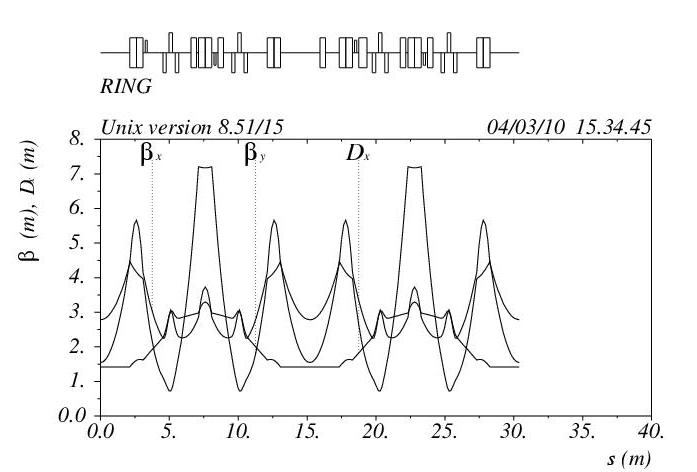 RING
Unix version 8.51/15 04/03/10 15.34.45
βx βy Dx
β (m), Dx (m)
8.
7.
6.
5.
4.
3.
2.
1.
0.0
0.0 5. 10. 15. 20. 25. 30. 35. 40.
s (m)